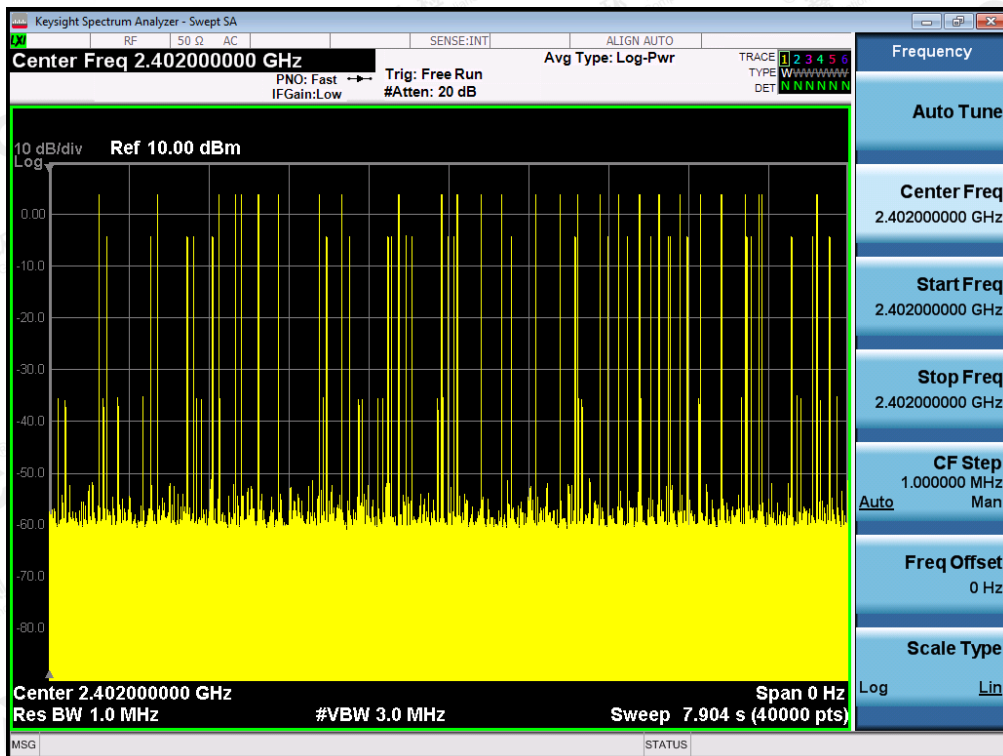 Keysight Spectrum Analyzer - Swept SA
LXI
RF 50 Ω AC SENSE:INT ALIGN AUTO
Center Freq 2.402000000 GHz
PNO: Fast
IFGain:Low
Trig: Free Run
#Atten: 20 dB
Avg Type: Log-Pwr
TRACE 1 2 3 4 5 6
TYPE WWWWWW
DET N N N N N N
10 dB/div Ref 10.00 dBm
Log
0.00
-10.0
-20.0
-30.0
-40.0
-50.0
-60.0
-70.0
-80.0
Center 2.402000000 GHz Span 0 Hz
Res BW 1.0 MHz #VBW 3.0 MHz Sweep 7.904 s (40000 pts)
MSG STATUS
Frequency
Auto Tune
Center Freq
2.402000000 GHz
Start Freq
2.402000000 GHz
Stop Freq
2.402000000 GHz
CF Step
1.000000 MHz
Auto Man
Freq Offset
0 Hz
Scale Type
Log Lin